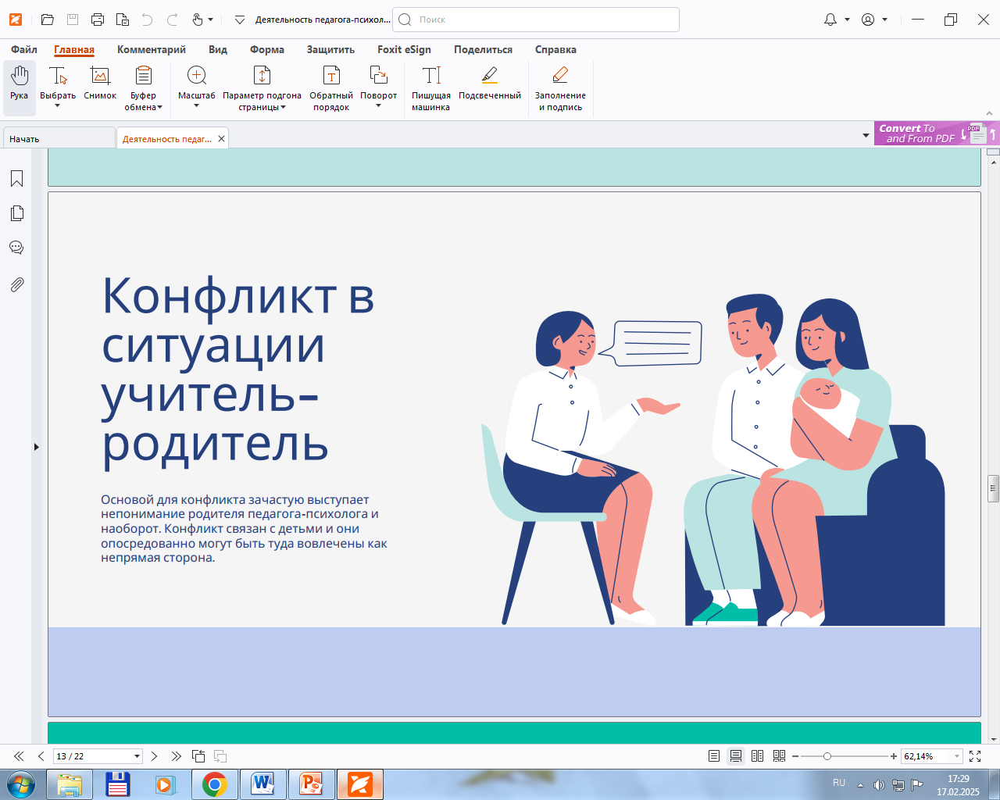 Деятельность педагога-психол...
Поиск
Файл
Главная
Комментарий
Вид
Форма
Защитить
Foxit eSign
Поделиться
Справка
Рука
Выбрать
Снимок
Буфер
обмена
Масштаб
Параметр подгона
страницы
Обратный
порядок
Поворот
Пишущая
машинка
Подсвеченный
Заполнение
и подпись
Начать
Деятельность педаг...
Convert To
and From PDF
PDF
Конфликт в
ситуации
учитель-
родитель
Основой для конфликта зачастую выступает
непонимание родителя педагога-психолога и
наоборот. Конфликт связан с детьми и они
опосредованно могут быть туда вовлечены как
непрямая сторона.
13 / 22
62,14%
RU
17:29
17.02.2025